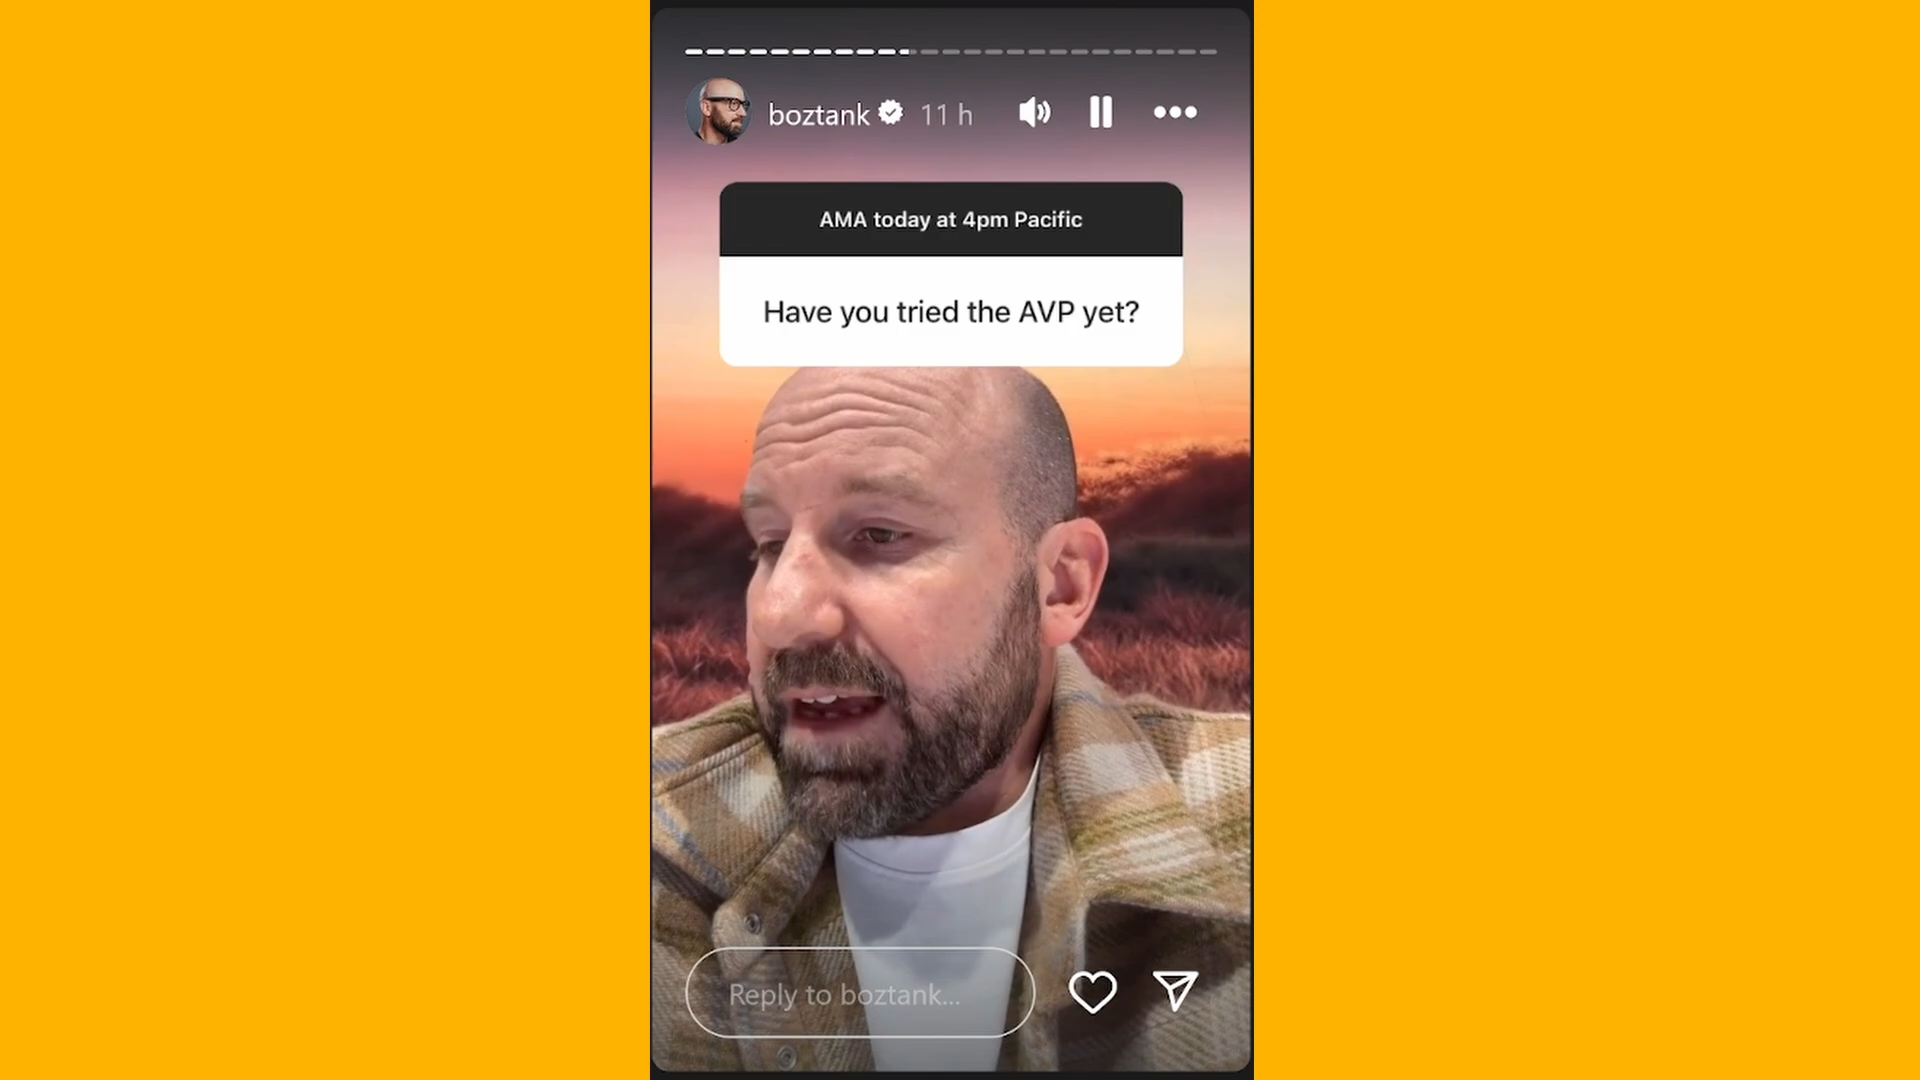 boztank 11 h
AMA today at 4pm Pacific
Have you tried the AVP yet?
Reply to boztank...